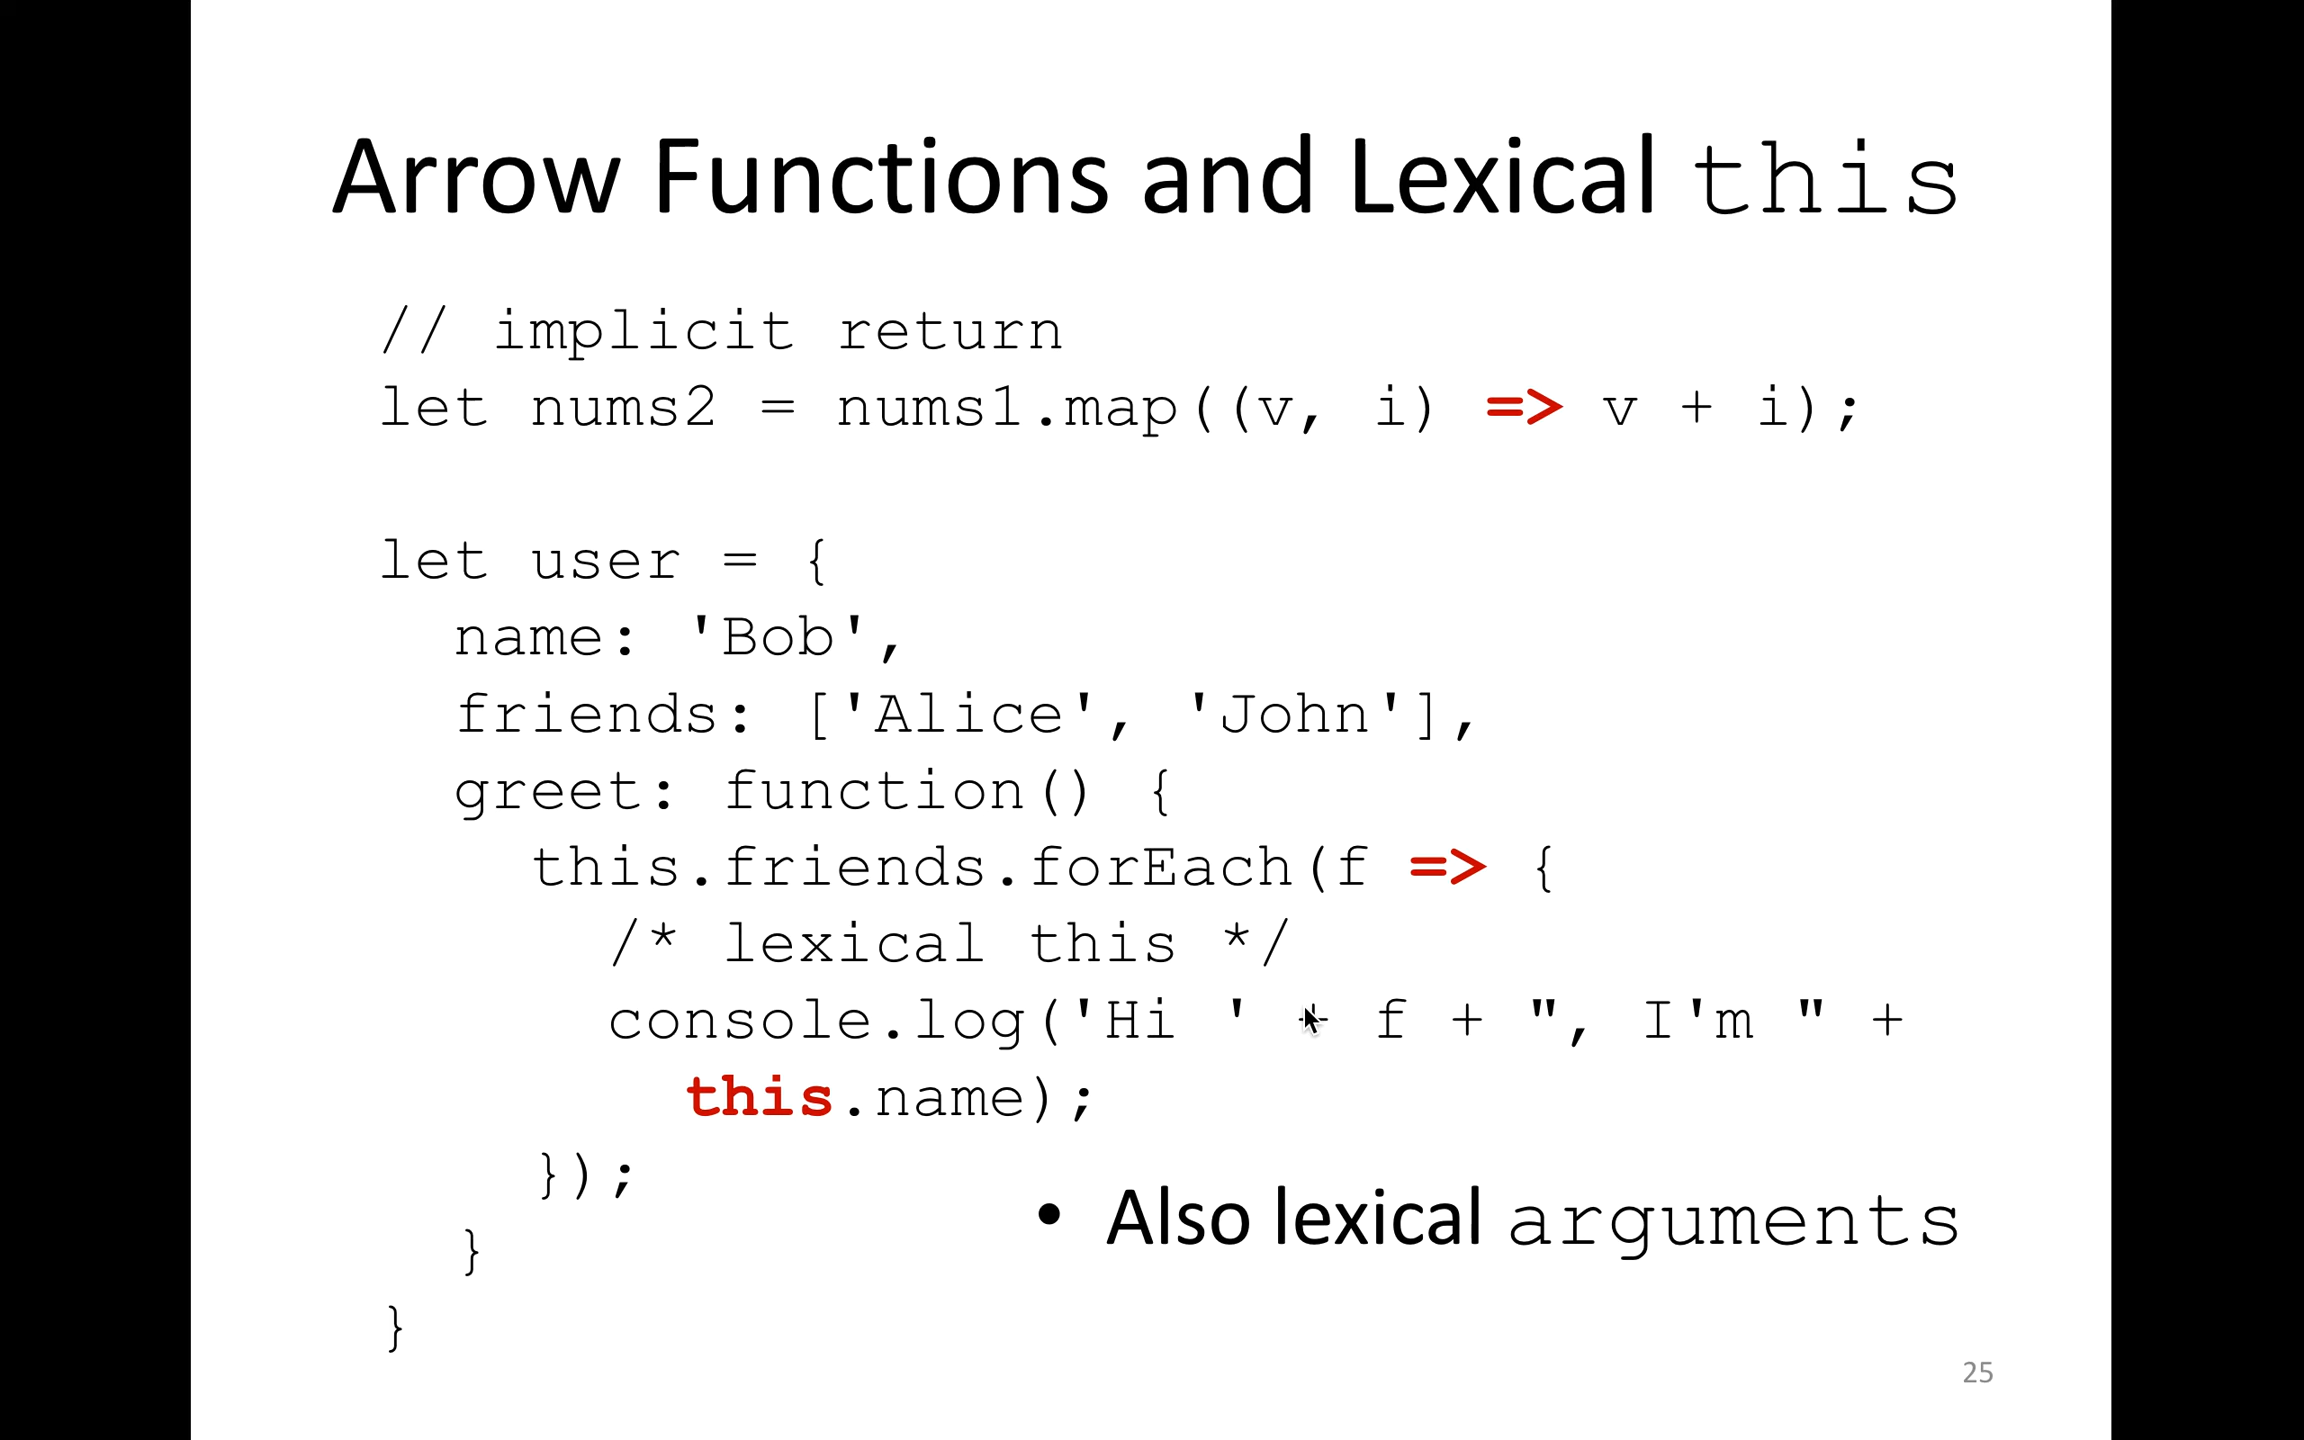 Arrow Functions and Lexical this
// implicit return
let nums2 = nums1.map((v, i) => v + i);
let user = {
name: 'Bob',
friends: ['Alice', 'John'],
greet: function() {
this.friends.forEach(f => {
/* lexical this */
console.log('Hi ' + f + ", I'm " +
this.name);
});
• Also lexical arguments
}
}
25